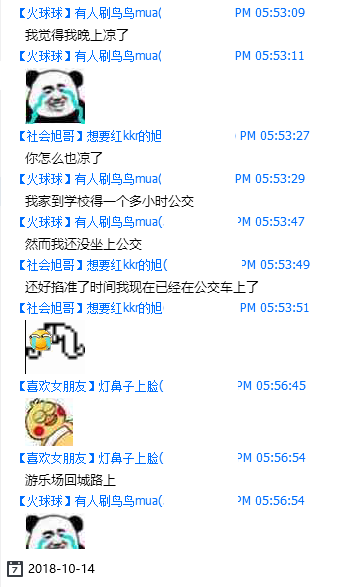 【火球球】有人刷鸟鸟mua( PM 05:53:09
我觉得我晚上凉了
【火球球】有人刷鸟鸟mua( PM 05:53:11
【社会旭哥】想要红kkr的旭 PM 05:53:27
你怎么也凉了
【火球球】有人刷鸟鸟mua( PM 05:53:29
我家到学校得一个多小时公交
【火球球】有人刷鸟鸟mua( PM 05:53:47
然而我还没坐上公交
【社会旭哥】想要红kkr的旭( PM 05:53:49
还好掐准了时间我现在已经在公交车上了
【社会旭哥】想要红kkr的旭 PM 05:53:51
【喜欢女朋友】灯鼻子上脸( PM 05:56:45
【喜欢女朋友】灯鼻子上脸( PM 05:56:54
游乐场回城路上
【火球球】有人刷鸟鸟mua( PM 05:56:54
7 2018-10-14